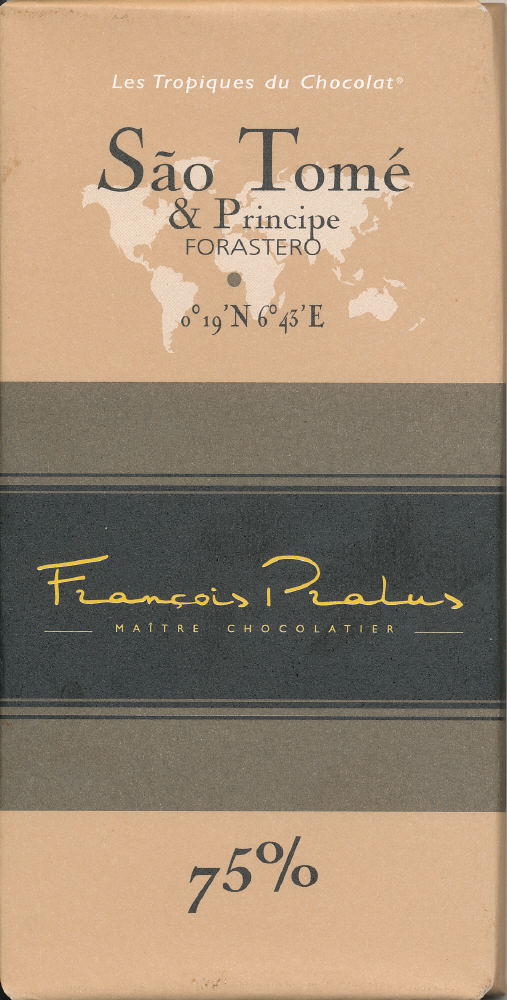 Les Tropiques du Chocolat®
São Tomé
& Principe
FORASTERO
0°19'N 6°43'E
François Pralus
MAÎTRE CHOCOLATIER
75%